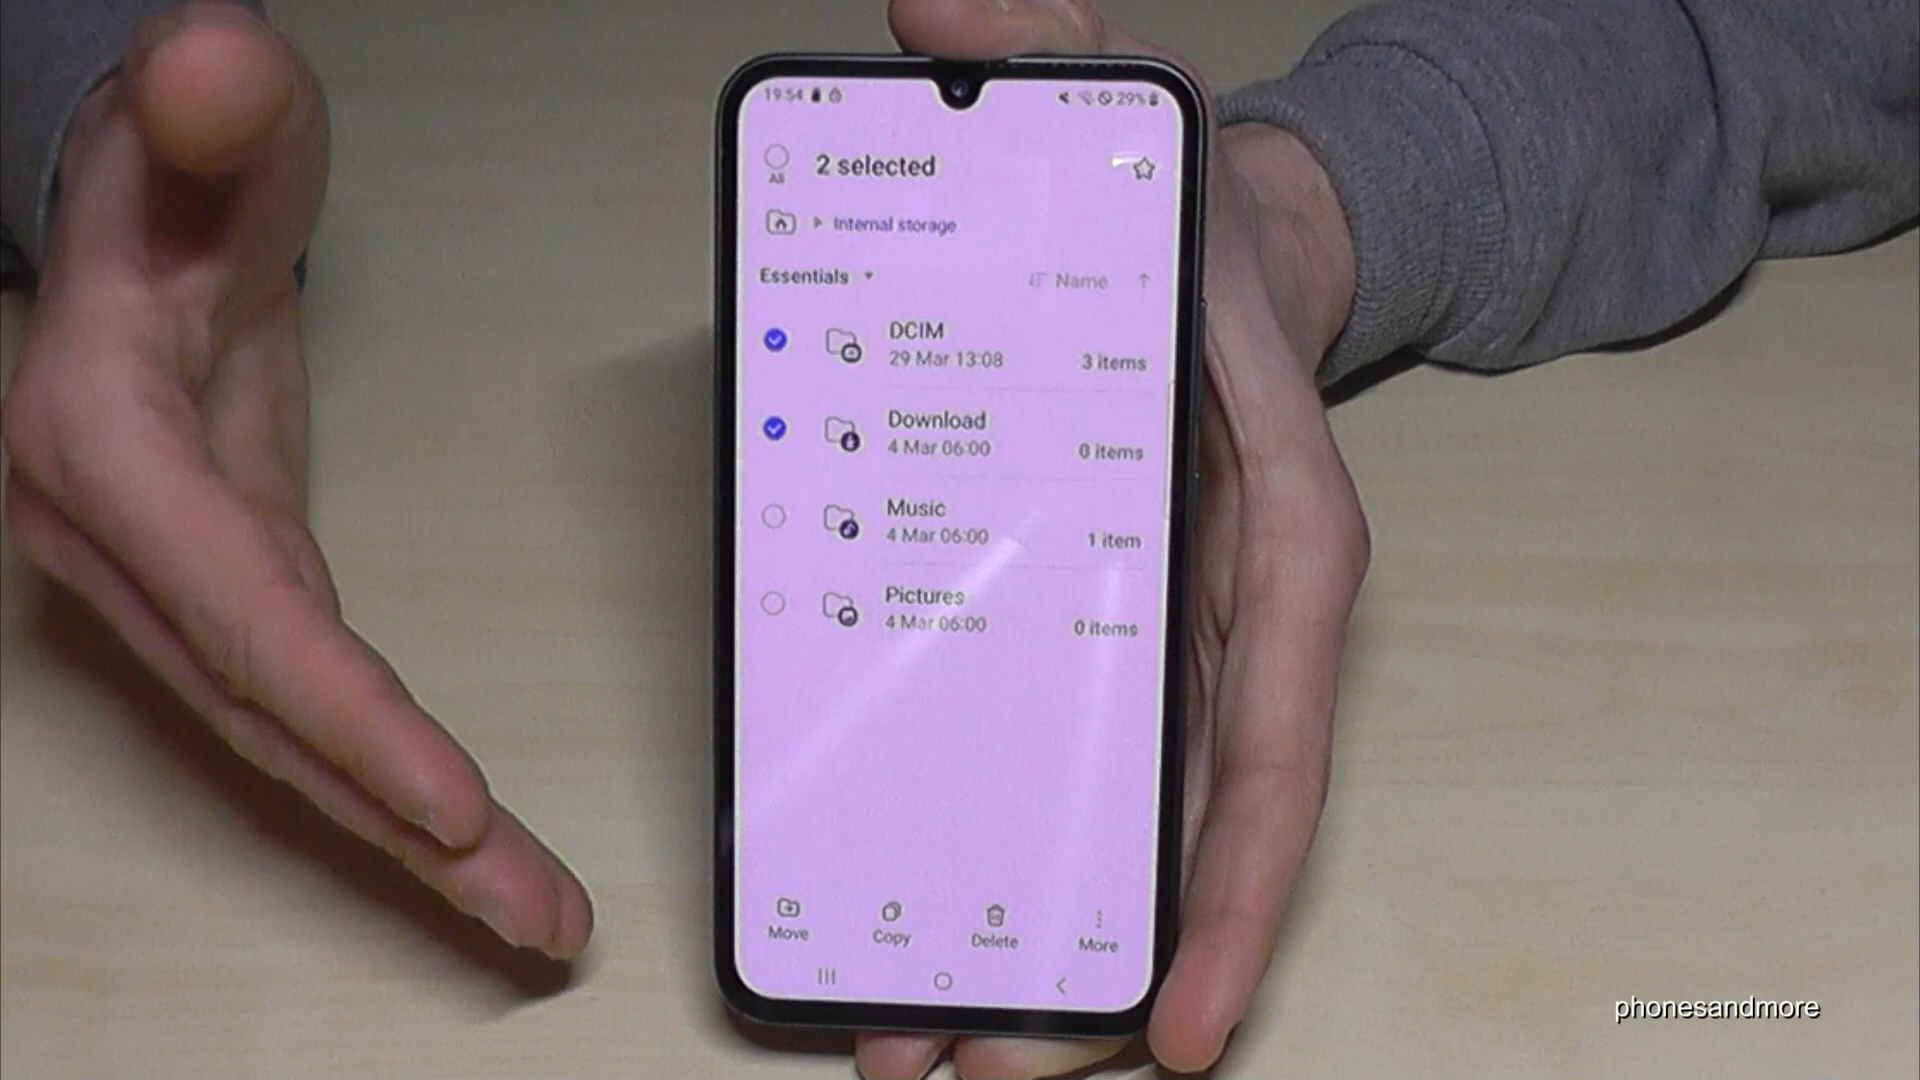 19:54
29%
All
2 selected
Internal storage
Essentials
Name
DCIM
29 Mar 13:08
3 items
Download
4 Mar 06:00
0 items
Music
4 Mar 06:00
1 item
Pictures
4 Mar 06:00
0 items
Move
Copy
Delete
More
phonesandmore